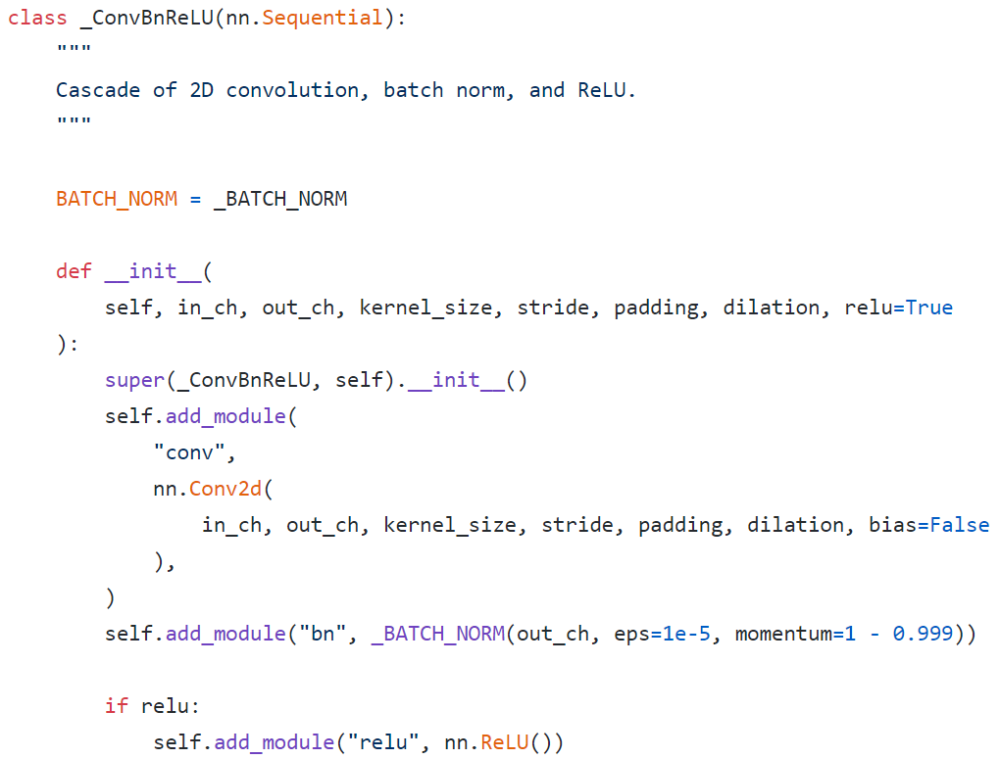 class _ConvBnReLU(nn.Sequential):
    """
    Cascade of 2D convolution, batch norm, and ReLU.
    """

    BATCH_NORM = _BATCH_NORM

    def __init__(
        self, in_ch, out_ch, kernel_size, stride, padding, dilation, relu=True
    ):
        super(_ConvBnReLU, self).__init__()
        self.add_module(
            "conv",
            nn.Conv2d(
                in_ch, out_ch, kernel_size, stride, padding, dilation, bias=False
            ),
        )
        self.add_module("bn", _BATCH_NORM(out_ch, eps=1e-5, momentum=1 - 0.999))

        if relu:
            self.add_module("relu", nn.ReLU())